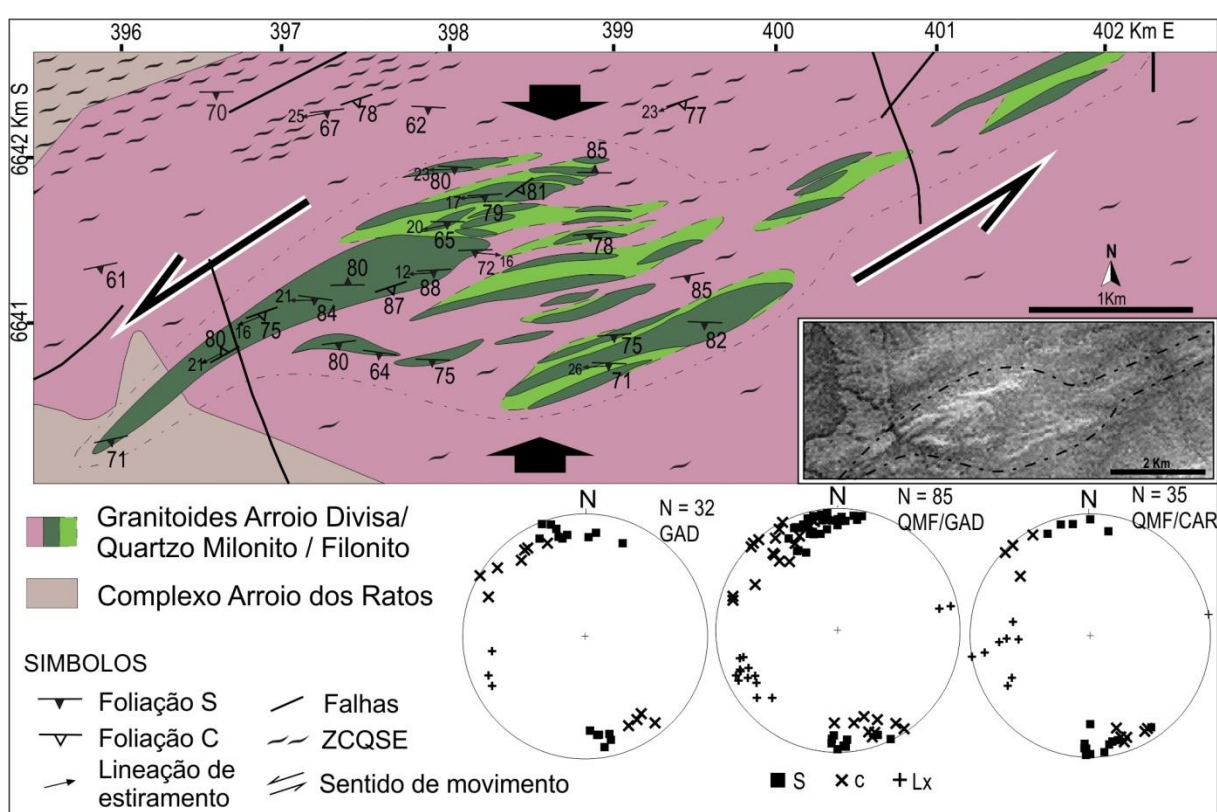 396 397 398 399 400 401 402 Km E
6642 Km S
6641
70
25
67
78
62
23
77
85
23
80
81
17
79
20
65
78
16
72
61
80
12
88
87
85
21
84
16
75
80
21
80
64
75
75
82
26
71
71
N
1Km
2 Km
Granitoides Arroio Divisa/
Quartzo Milonito / Filonito
Complexo Arroio dos Ratos
SIMBOLOS
Foliação S
Foliação C
Lineação de
estiramento
Falhas
ZCQSE
Sentido de movimento
N
N = 32
GAD
N
N = 85
QMF/GAD
N
N = 35
QMF/CAR
S c Lx